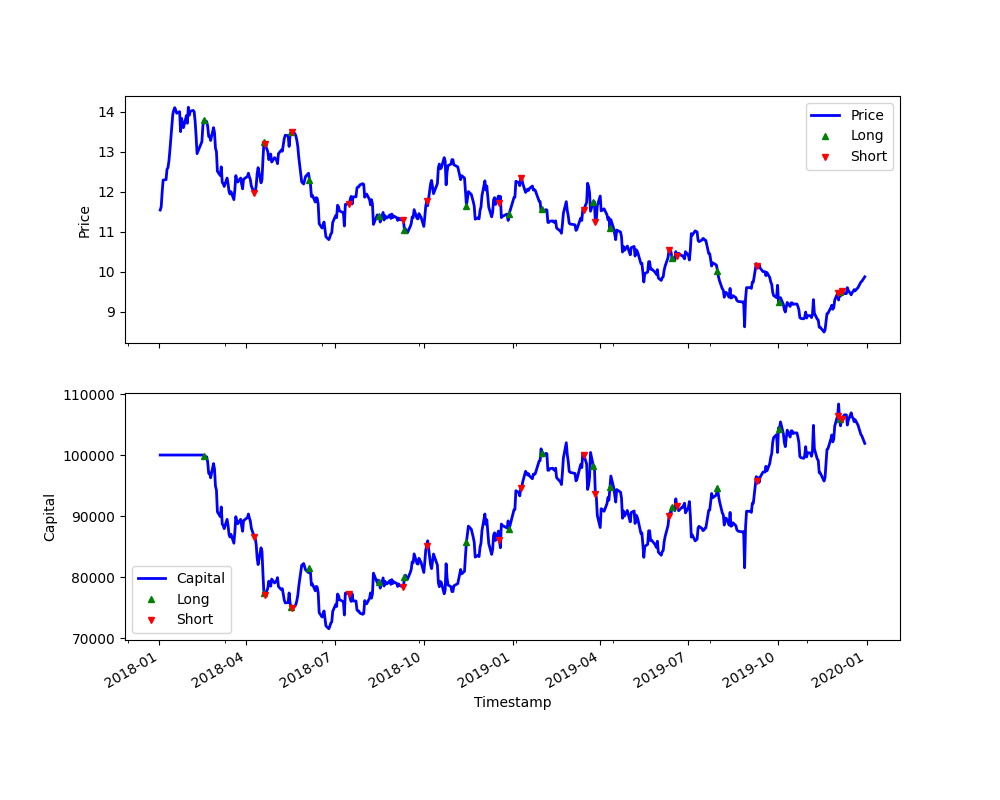 14
13
12
11
10
9
Price
Price
Long
Short
110000
100000
90000
80000
70000
Capital
Capital
Long
Short
2018-01
2018-04
2018-07
2018-10
2019-01
2019-04
2019-07
2019-10
2020-01
Timestamp